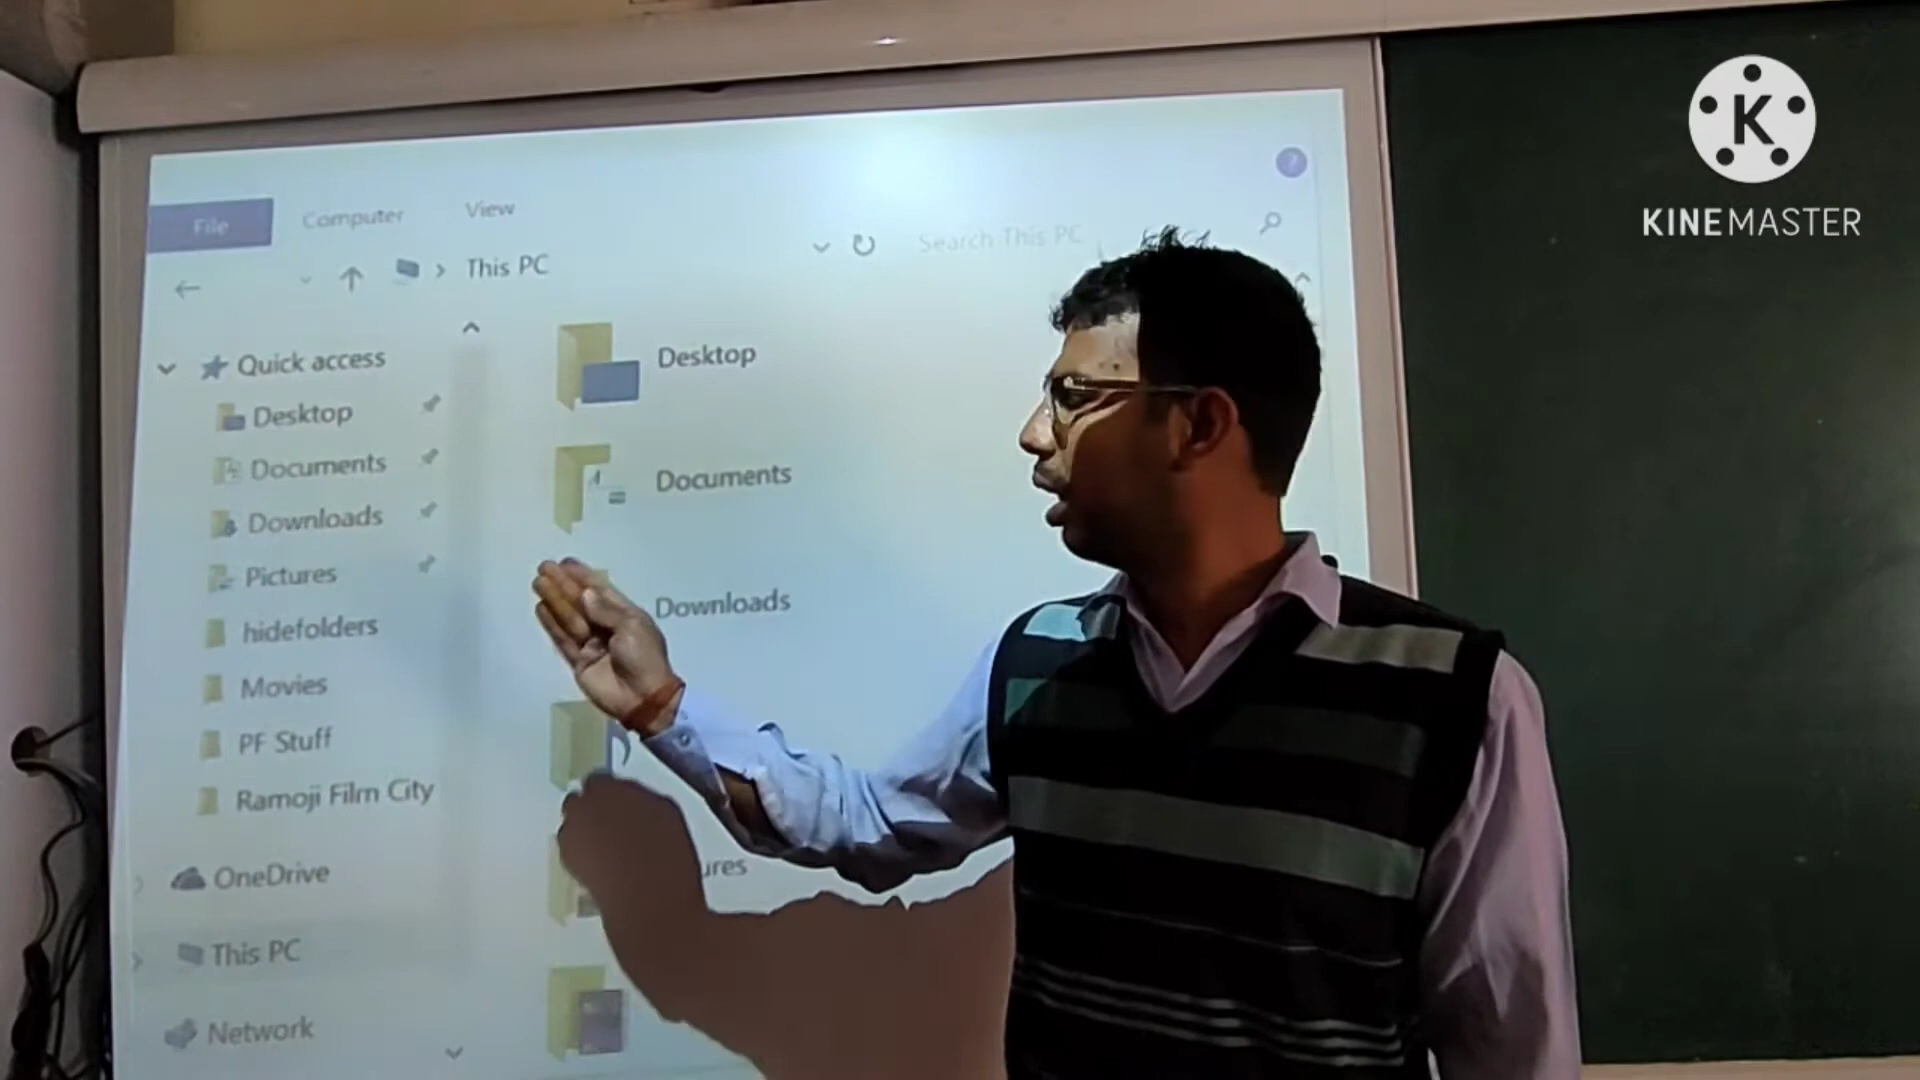 KINEMASTER
File Computer View
This PC
Search This PC
Quick access
Desktop
Documents
Downloads
Pictures
hidefolders
Movies
PF Stuff
Ramoji Film City
OneDrive
This PC
Network
Desktop
Documents
Downloads
ures